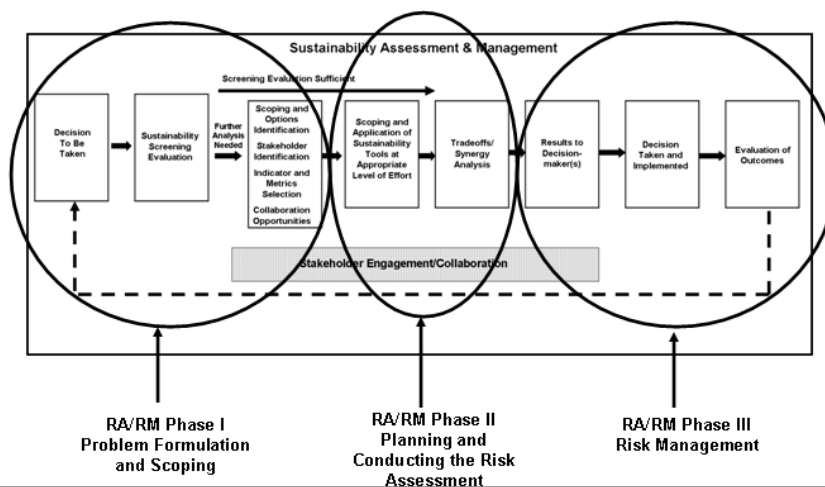 Sustainability Assessment & Management
Screening Evaluation Sufficient
Decision
To Be
Taken
Sustainability
Screening
Evaluation
Further
Analysis
Needed
Scoping and
Options
Identification
Stakeholder
Identification
Indicator and
Metrics
Selection
Collaboration
Opportunities
Scoping and
Application of
Sustainability
Tools at
Appropriate
Level of Effort
Tradeoffs/
Synergy
Analysis
Results to
Decision-
maker(s)
Decision
Taken and
Implemented
Evaluation of
Outcomes
Stakeholder Engagement/Collaboration
RA/RM Phase I
Problem Formulation
and Scoping
RA/RM Phase II
Planning and
Conducting the Risk
Assessment
RA/RM Phase III
Risk Management